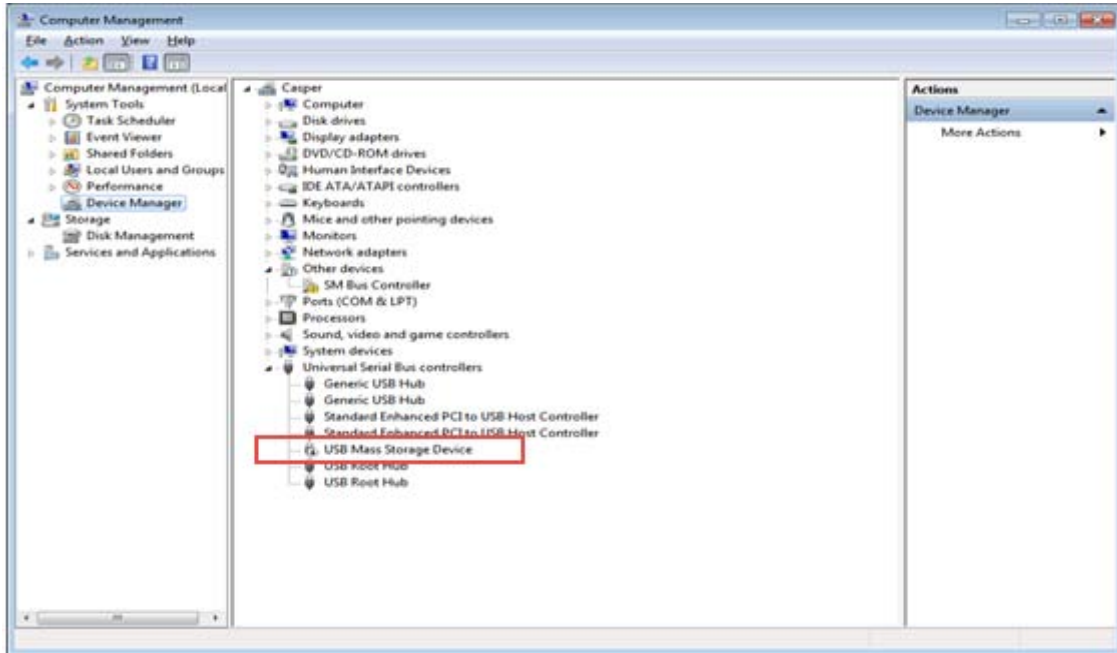 Computer Management
File Action View Help
Computer Management (Local
System Tools
Task Scheduler
Event Viewer
Shared Folders
Local Users and Groups
Performance
Device Manager
Storage
Disk Management
Services and Applications
Casper
Computer
Disk drives
Display adapters
DVD/CD-ROM drives
Human Interface Devices
IDE ATA/ATAPI controllers
Keyboards
Mice and other pointing devices
Monitors
Network adapters
Other devices
SM Bus Controller
Ports (COM & LPT)
Processors
Sound, video and game controllers
System devices
Universal Serial Bus controllers
Generic USB Hub
Generic USB Hub
Standard Enhanced PCI to USB Host Controller
Standard Enhanced PCI to USB Host Controller
USB Mass Storage Device
USB Root Hub
USB Root Hub
Actions
Device Manager
More Actions